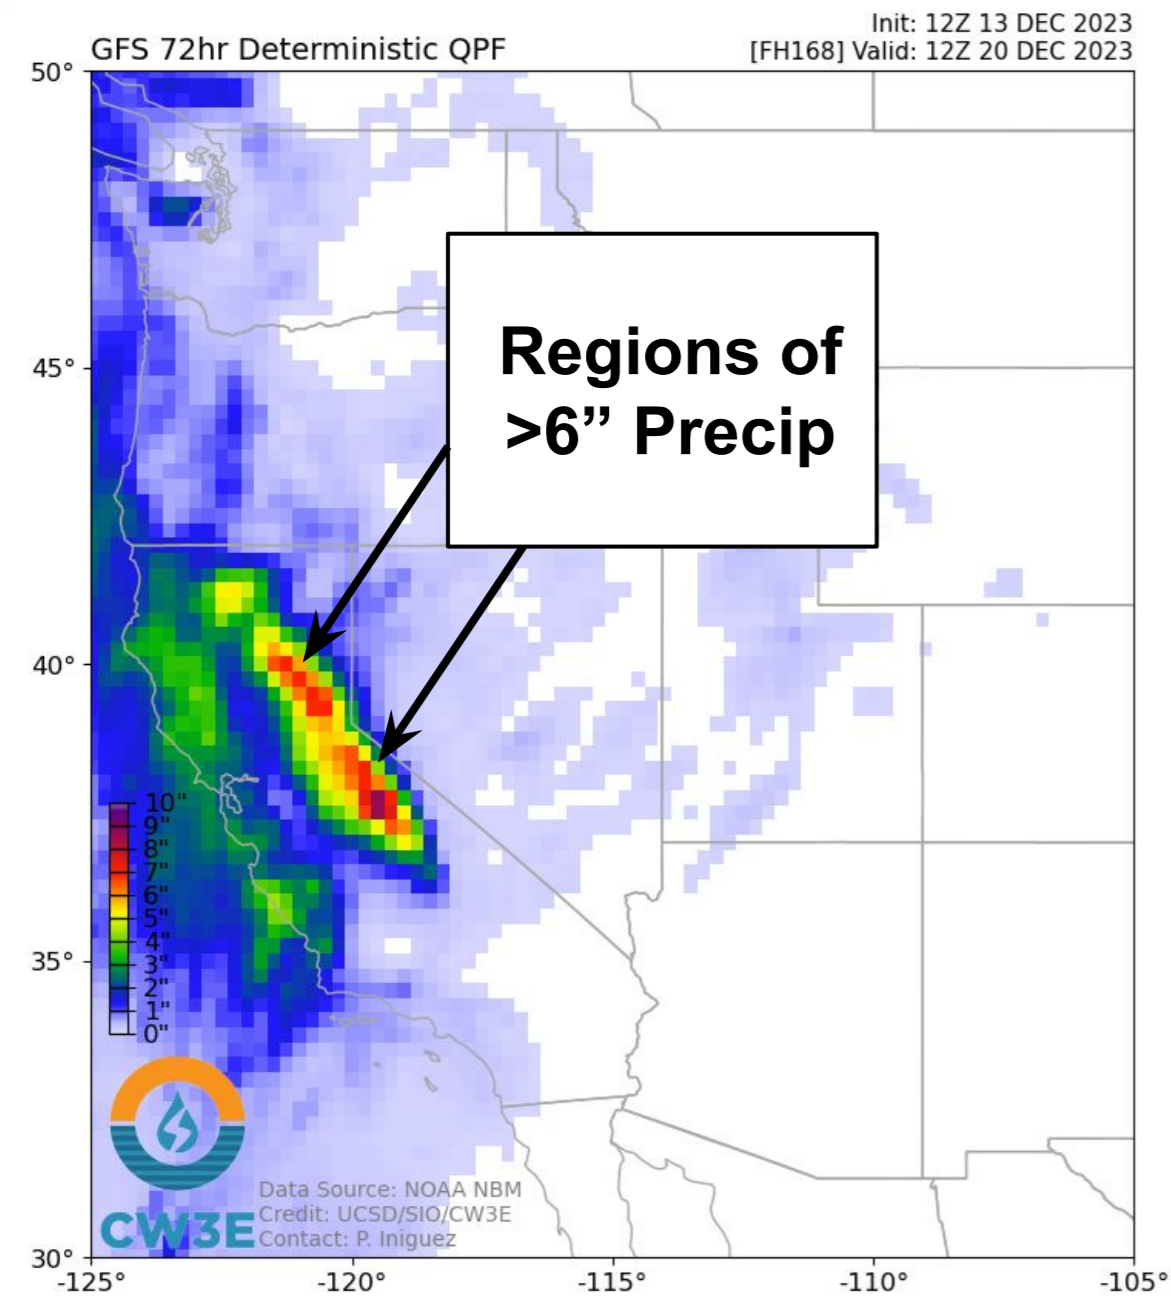 Init: 12Z 13 DEC 2023
GFS 72hr Deterministic QPF
[FH168] Valid: 12Z 20 DEC 2023
50°
45°
40°
35°
30°
Regions of
>6” Precip
10"
9"
8"
7"
6"
5"
4"
3"
2"
1"
0"
CW3E
Data Source: NOAA NBM
Credit: UCSD/SIO/CW3E
Contact: P. Iniguez
-125°
-120°
-115°
-110°
-105°